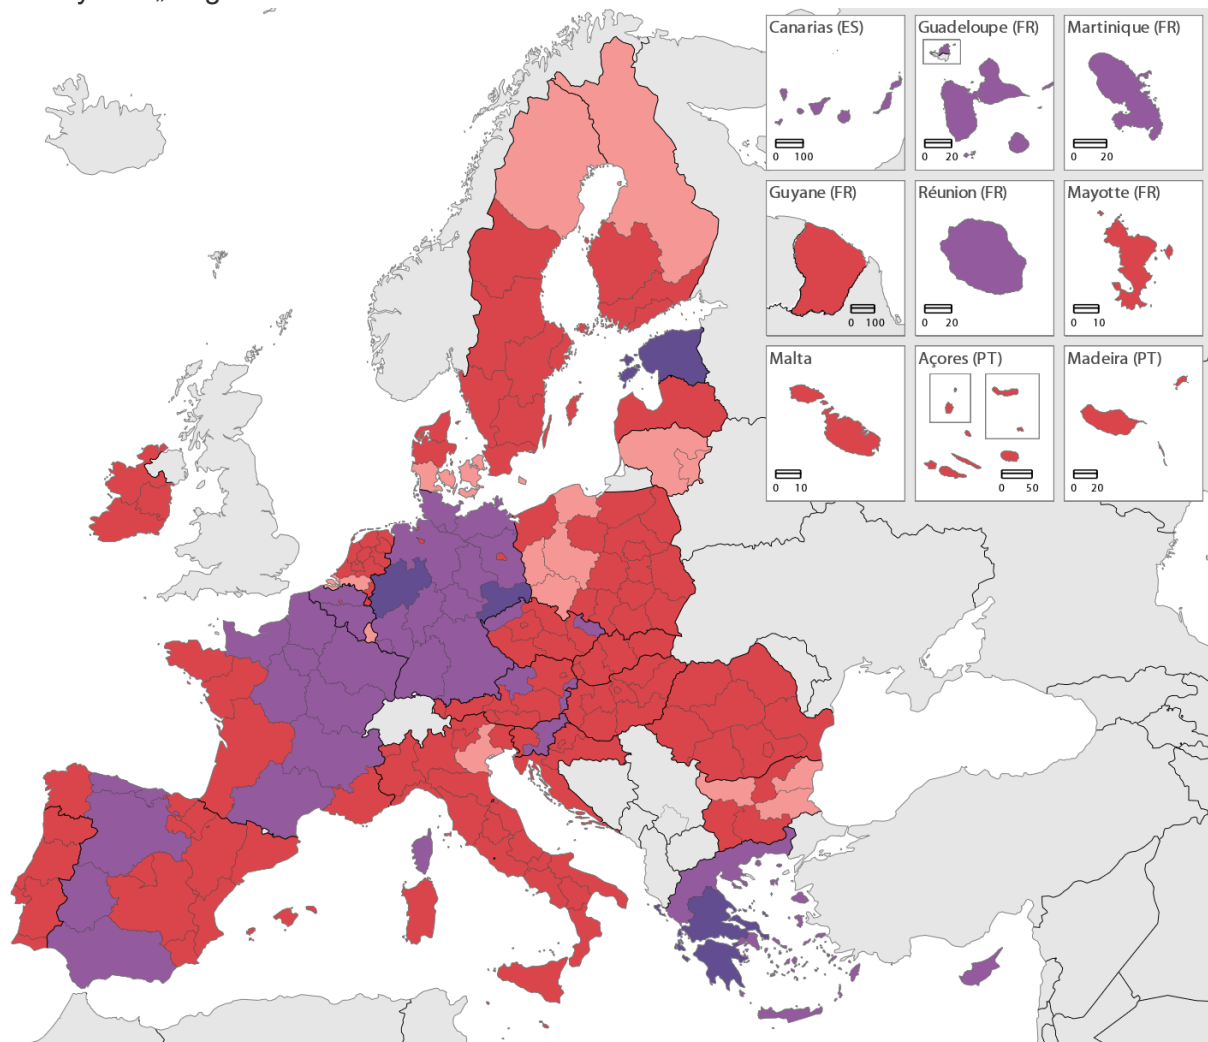 Canarias (ES)
0 100
Guadeloupe (FR)
0 20
Martinique (FR)
0 20
Guyane (FR)
0 100
Réunion (FR)
0 20
Mayotte (FR)
0 10
Malta
0 10
Açores (PT)
0 50
Madeira (PT)
0 20